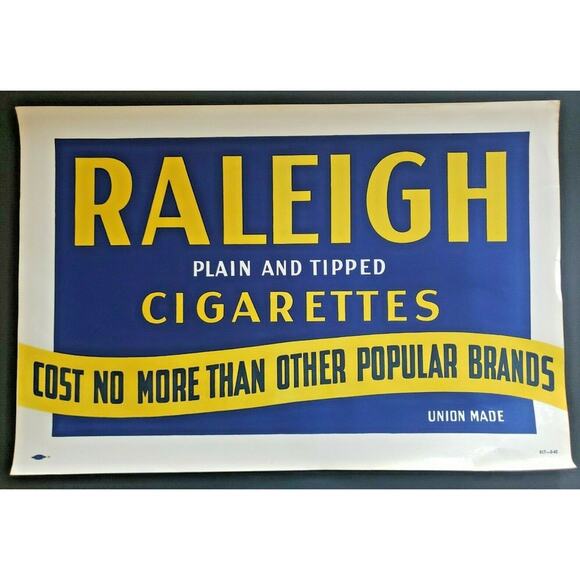 RALEIGH
PLAIN AND TIPPED
CIGARETTES
COST NO MORE THAN OTHER POPULAR BRANDS
UNION MADE